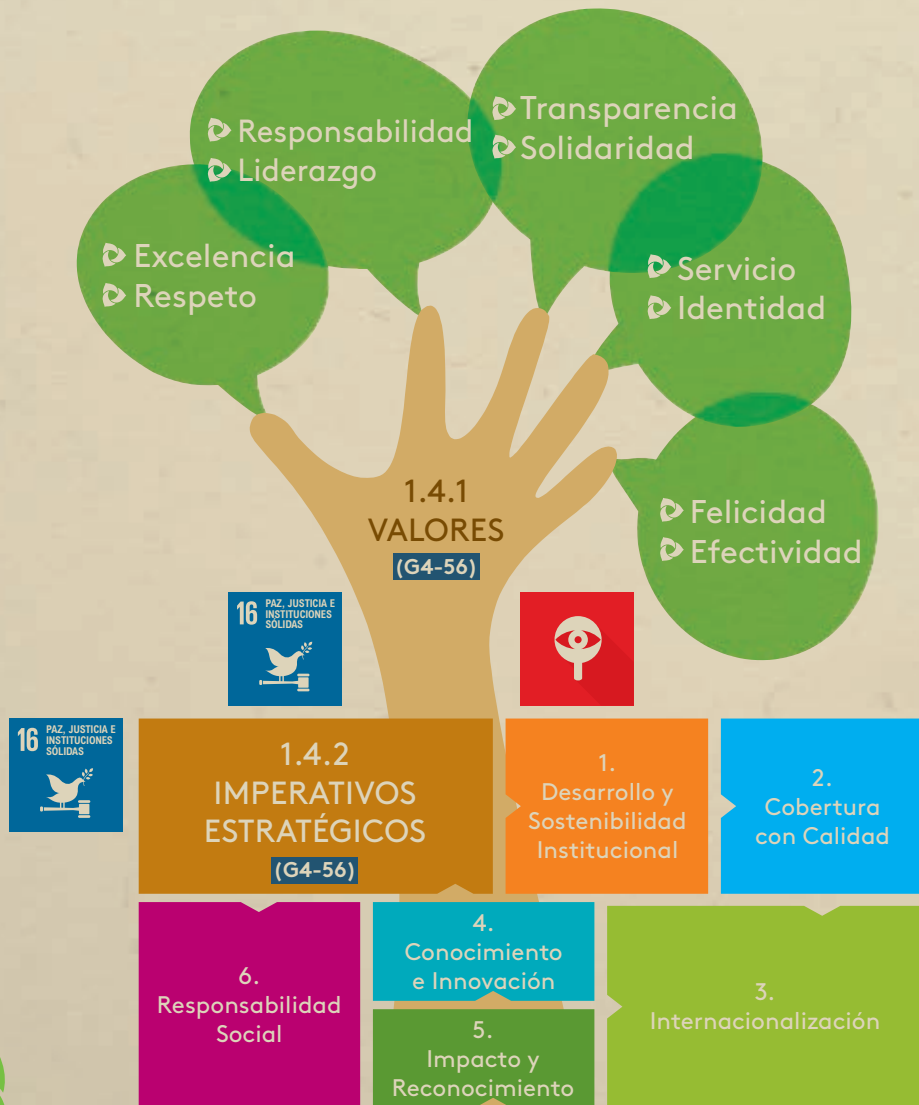 Responsabilidad
Liderazgo
Transparencia
Solidaridad
Excelencia
Respeto
Servicio
Identidad
Felicidad
Efectividad
1.4.1
VALORES
(G4-56)
16 PAZ, JUSTICIA E
INSTITUCIONES
SÓLIDAS
16 PAZ, JUSTICIA E
INSTITUCIONES
SÓLIDAS
1.4.2
IMPERATIVOS
ESTRATÉGICOS
(G4-56)
1.
Desarrollo y
Sostenibilidad
Institucional
2.
Cobertura
con Calidad
3.
Internacionalización
4.
Conocimiento
e Innovación
5.
Impacto y
Reconocimiento
6.
Responsabilidad
Social